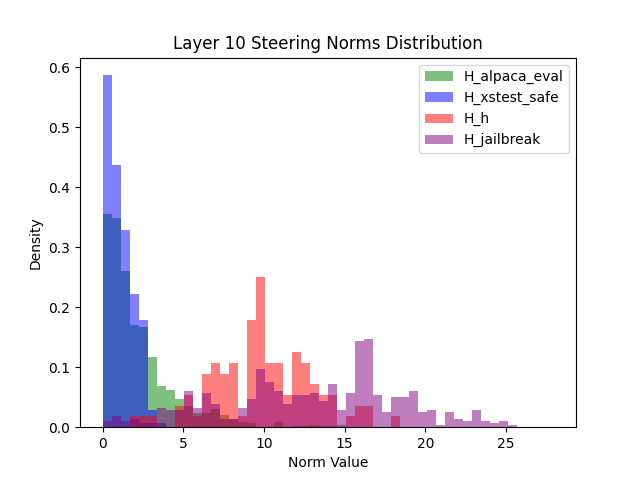 Layer 10 Steering Norms Distribution
H_alpaca_eval
H_xstest_safe
H_h
H_jailbreak
0.6
0.5
0.4
0.3
0.2
0.1
0.0
Density
0 5 10 15 20 25
Norm Value